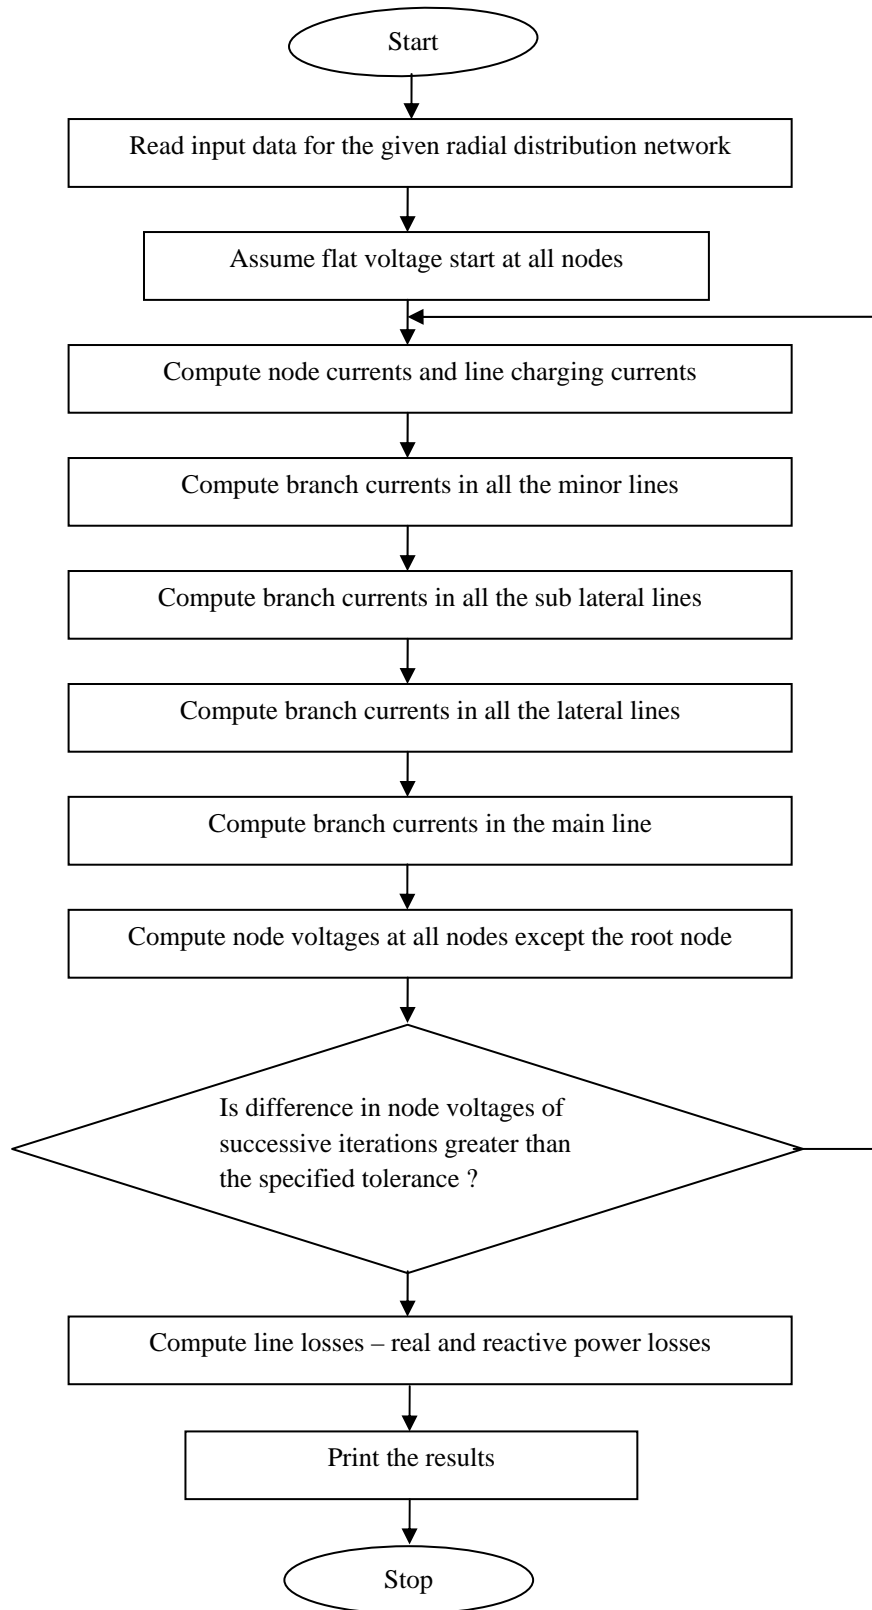 Start
Read input data for the given radial distribution network
Assume flat voltage start at all nodes
Compute node currents and line charging currents
Compute branch currents in all the minor lines
Compute branch currents in all the sub lateral lines
Compute branch currents in all the lateral lines
Compute branch currents in the main line
Compute node voltages at all nodes except the root node
Is difference in node voltages of
successive iterations greater than
the specified tolerance ?
Compute line losses – real and reactive power losses
Print the results
Stop